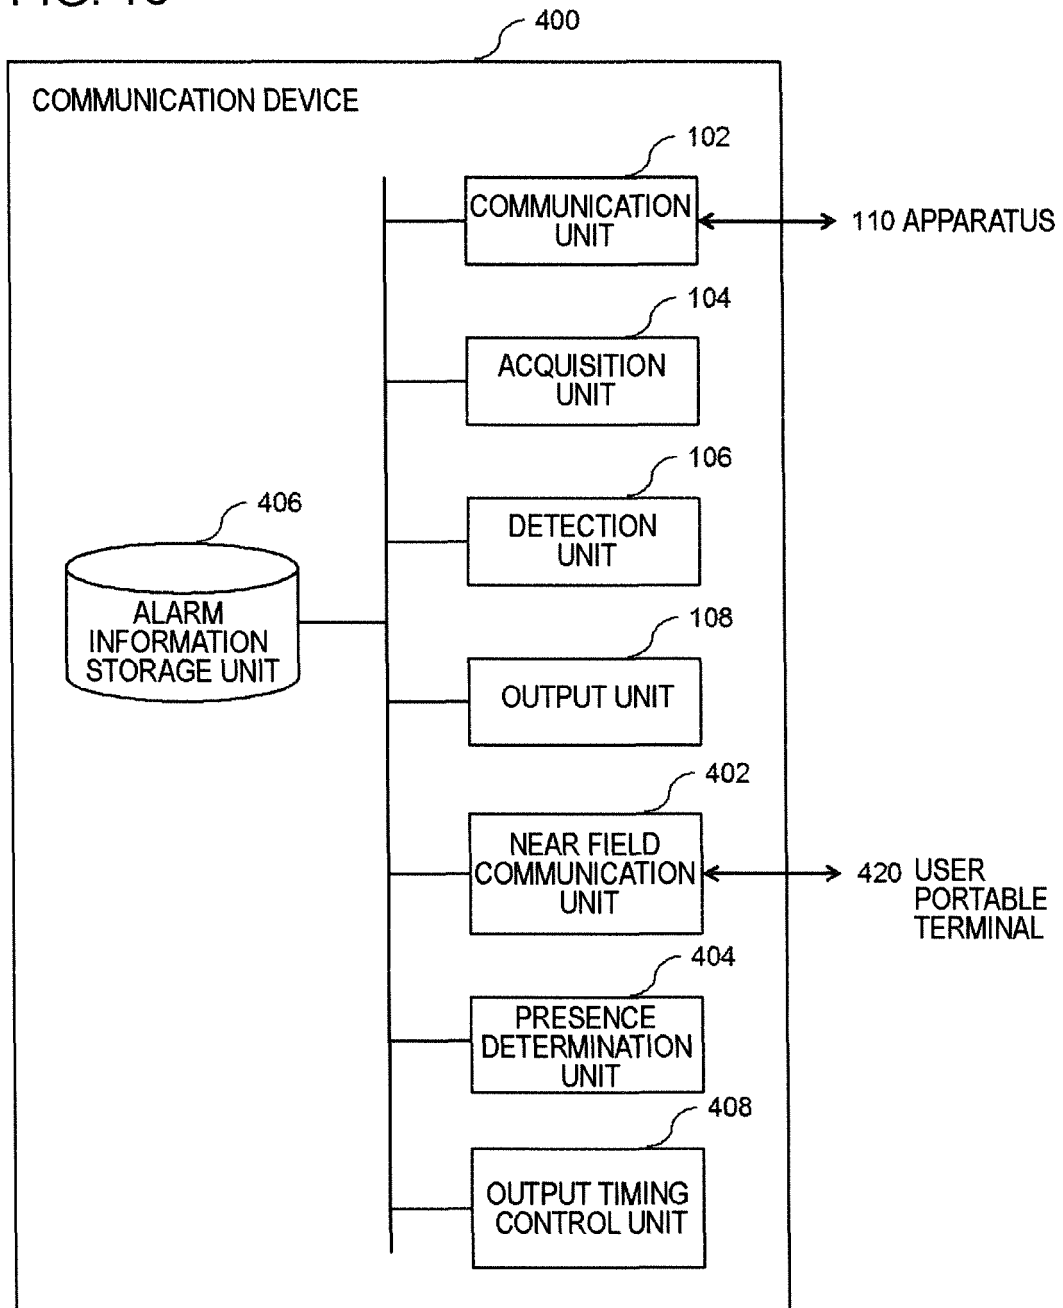 400
COMMUNICATION DEVICE
102
COMMUNICATION
UNIT
110 APPARATUS
104
ACQUISITION
UNIT
106
DETECTION
UNIT
406
ALARM
INFORMATION
STORAGE UNIT
108
OUTPUT UNIT
402
NEAR FIELD
COMMUNICATION
UNIT
420 USER
PORTABLE
TERMINAL
404
PRESENCE
DETERMINATION
UNIT
408
OUTPUT TIMING
CONTROL UNIT